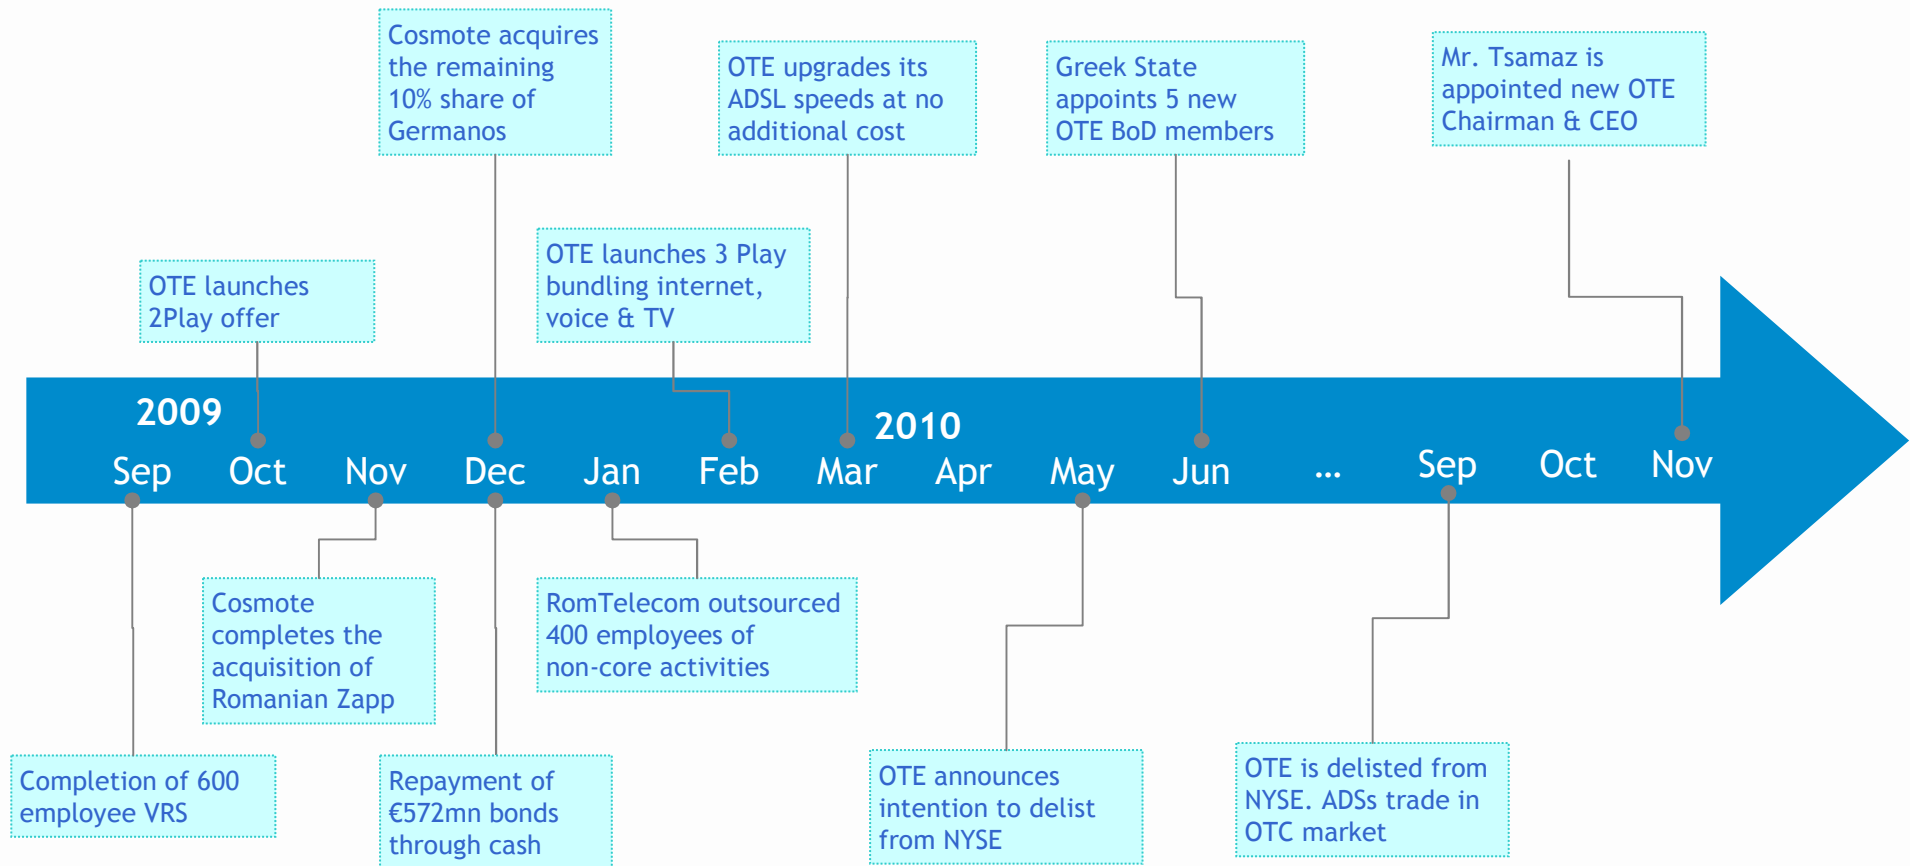 Cosmote acquires
the remaining
10% share of
Germanos
OTE upgrades its
ADSL speeds at no
additional cost
Greek State
appoints 5 new
OTE BoD members
Mr. Tsamaz is
appointed new OTE
Chairman & CEO
OTE launches
2Play offer
OTE launches 3 Play
bundling internet,
voice & TV
2009
2010
Sep Oct Nov Dec Jan Feb Mar Apr May Jun ... Sep Oct Nov
Cosmote
completes the
acquisition of
Romanian Zapp
RomTelecom outsourced
400 employees of
non-core activities
Completion of 600
employee VRS
Repayment of
€572mn bonds
through cash
OTE announces
intention to delist
from NYSE
OTE is delisted from
NYSE. ADSs trade in
OTC market